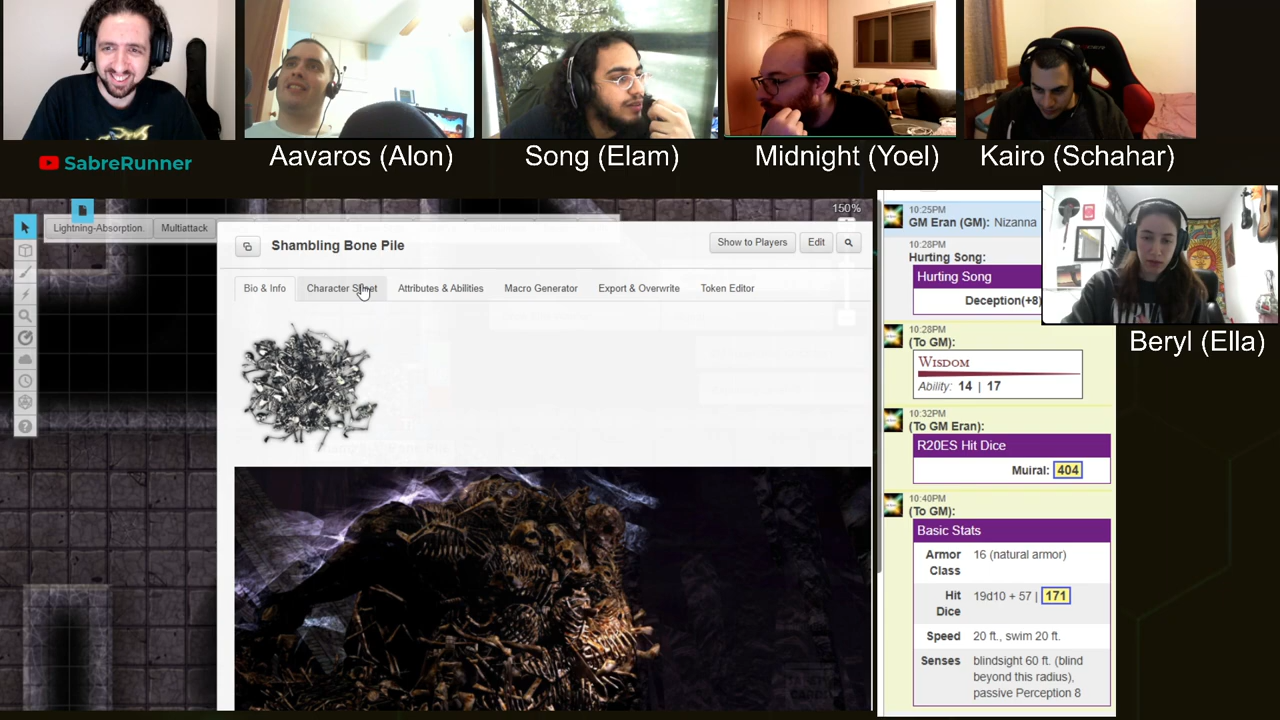 SabreRunner
Aavaros (Alon)
Song (Elam)
Midnight (Yoel)
Kairo (Schahar)
Beryl (Ella)
Lightning-Absorption.
Multiattack
150%
Shambling Bone Pile
Show to Players
Edit
Bio & Info
Attributes & Abilities
Macro Generator
Export & Overwrite
Token Editor
10:25PM
GM Eran (GM): Nizanna
10:28PM
Hurting Song:
Hurting Song
Deception(+8)
10:28PM
(To GM):
Wisdom
Ability: 14 | 17
10:32PM
(To GM Eran):
R20ES Hit Dice
Muiral: 404
10:40PM
(To GM):
Basic Stats
Armor Class
16 (natural armor)
Hit Dice
19d10 + 57 | 171
Speed
20 ft., swim 20 ft.
Senses
blindsight 60 ft. (blind
beyond this radius),
passive Perception 8